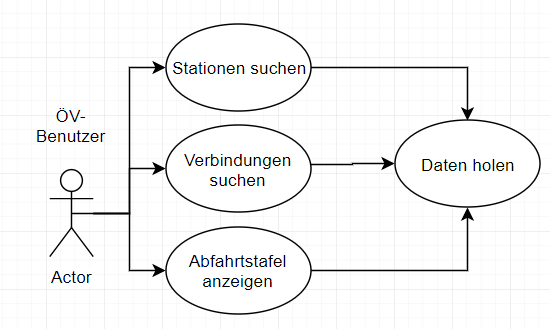 Stationen suchen
ÖV-
Benutzer
Verbindungen
suchen
Daten holen
Abfahrtstafel
anzeigen
Actor